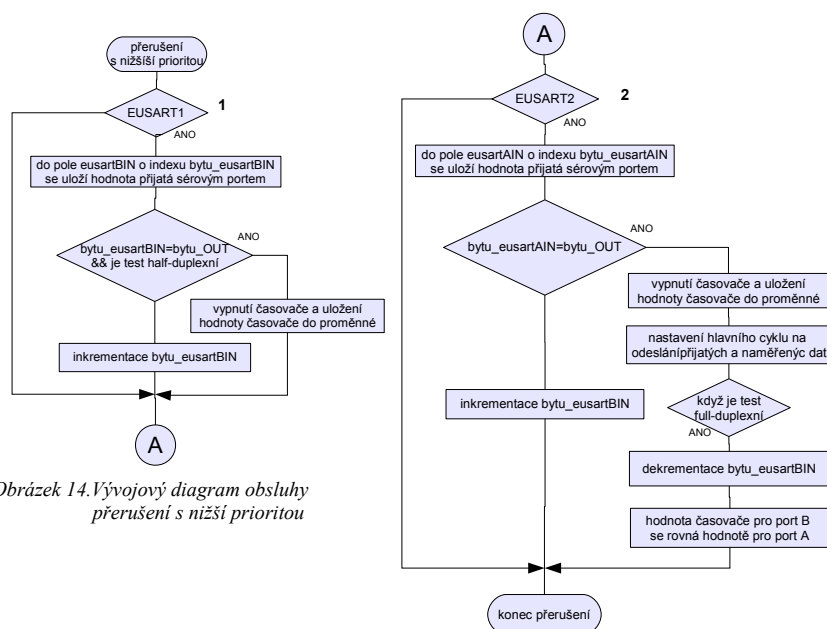 přerušení
s nižšíší prioritou
EUSART1
1
ANO
do pole eusartBIN o indexu bytu_eusartBIN
se uloží hodnota přijatá sérovým portem
bytu_eusartBIN=bytu_OUT
&& je test half-duplexní
ANO
vypnutí časovače a uložení
hodnoty časovače do proměnné
inkrementace bytu_eusartBIN
A
Obrázek 14.Vývojový diagram obsluhy
přerušení s nižší prioritou
A
EUSART2
2
ANO
do pole eusartAIN o indexu bytu_eusartAIN
se uloží hodnota přijatá sérovým portem
bytu_eusartAIN=bytu_OUT
ANO
vypnutí časovače a uložení
hodnoty časovače do proměnné
nastavení hlavního cyklu na
odeslánípřijatých a naměřenýc dat
inkrementace bytu_eusartBIN
když je test
full-duplexní
ANO
dekrementace bytu_eusartBIN
hodnota časovače pro port B
se rovná hodnotě pro port A
konec přerušení